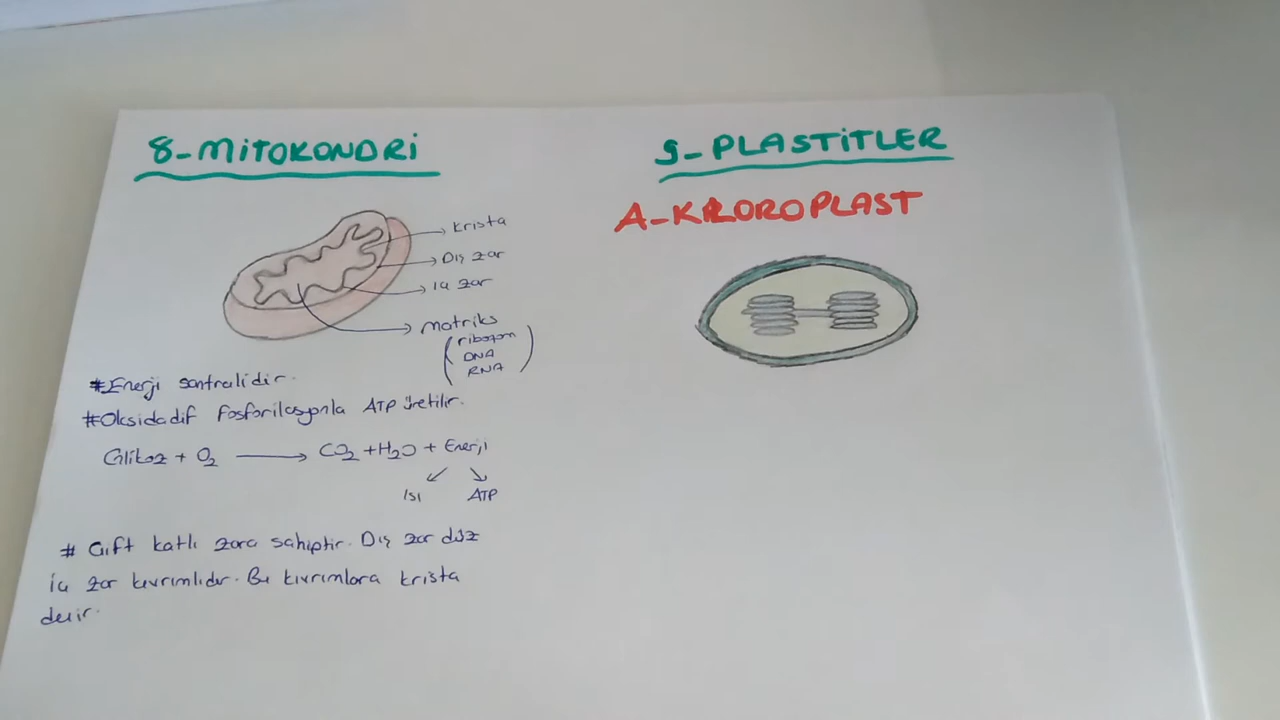 8-MİTOKONDRİ
Krista
Dış zar
İç zar
Matriks
ribozom
DNA
RNA
#Enerji santralidir.
#Oksidadif fosforilasyonla ATP üretilir.
Glikoz + O₂ → CO₂ + H₂O + Enerji
Isı ATP
# Çift katlı zara sahiptir. Dış zar düz
iç zar kıvrımlıdır. Bu kıvrımlara krista
denir.
9-PLASTİTLER
A-KLOROPLAST